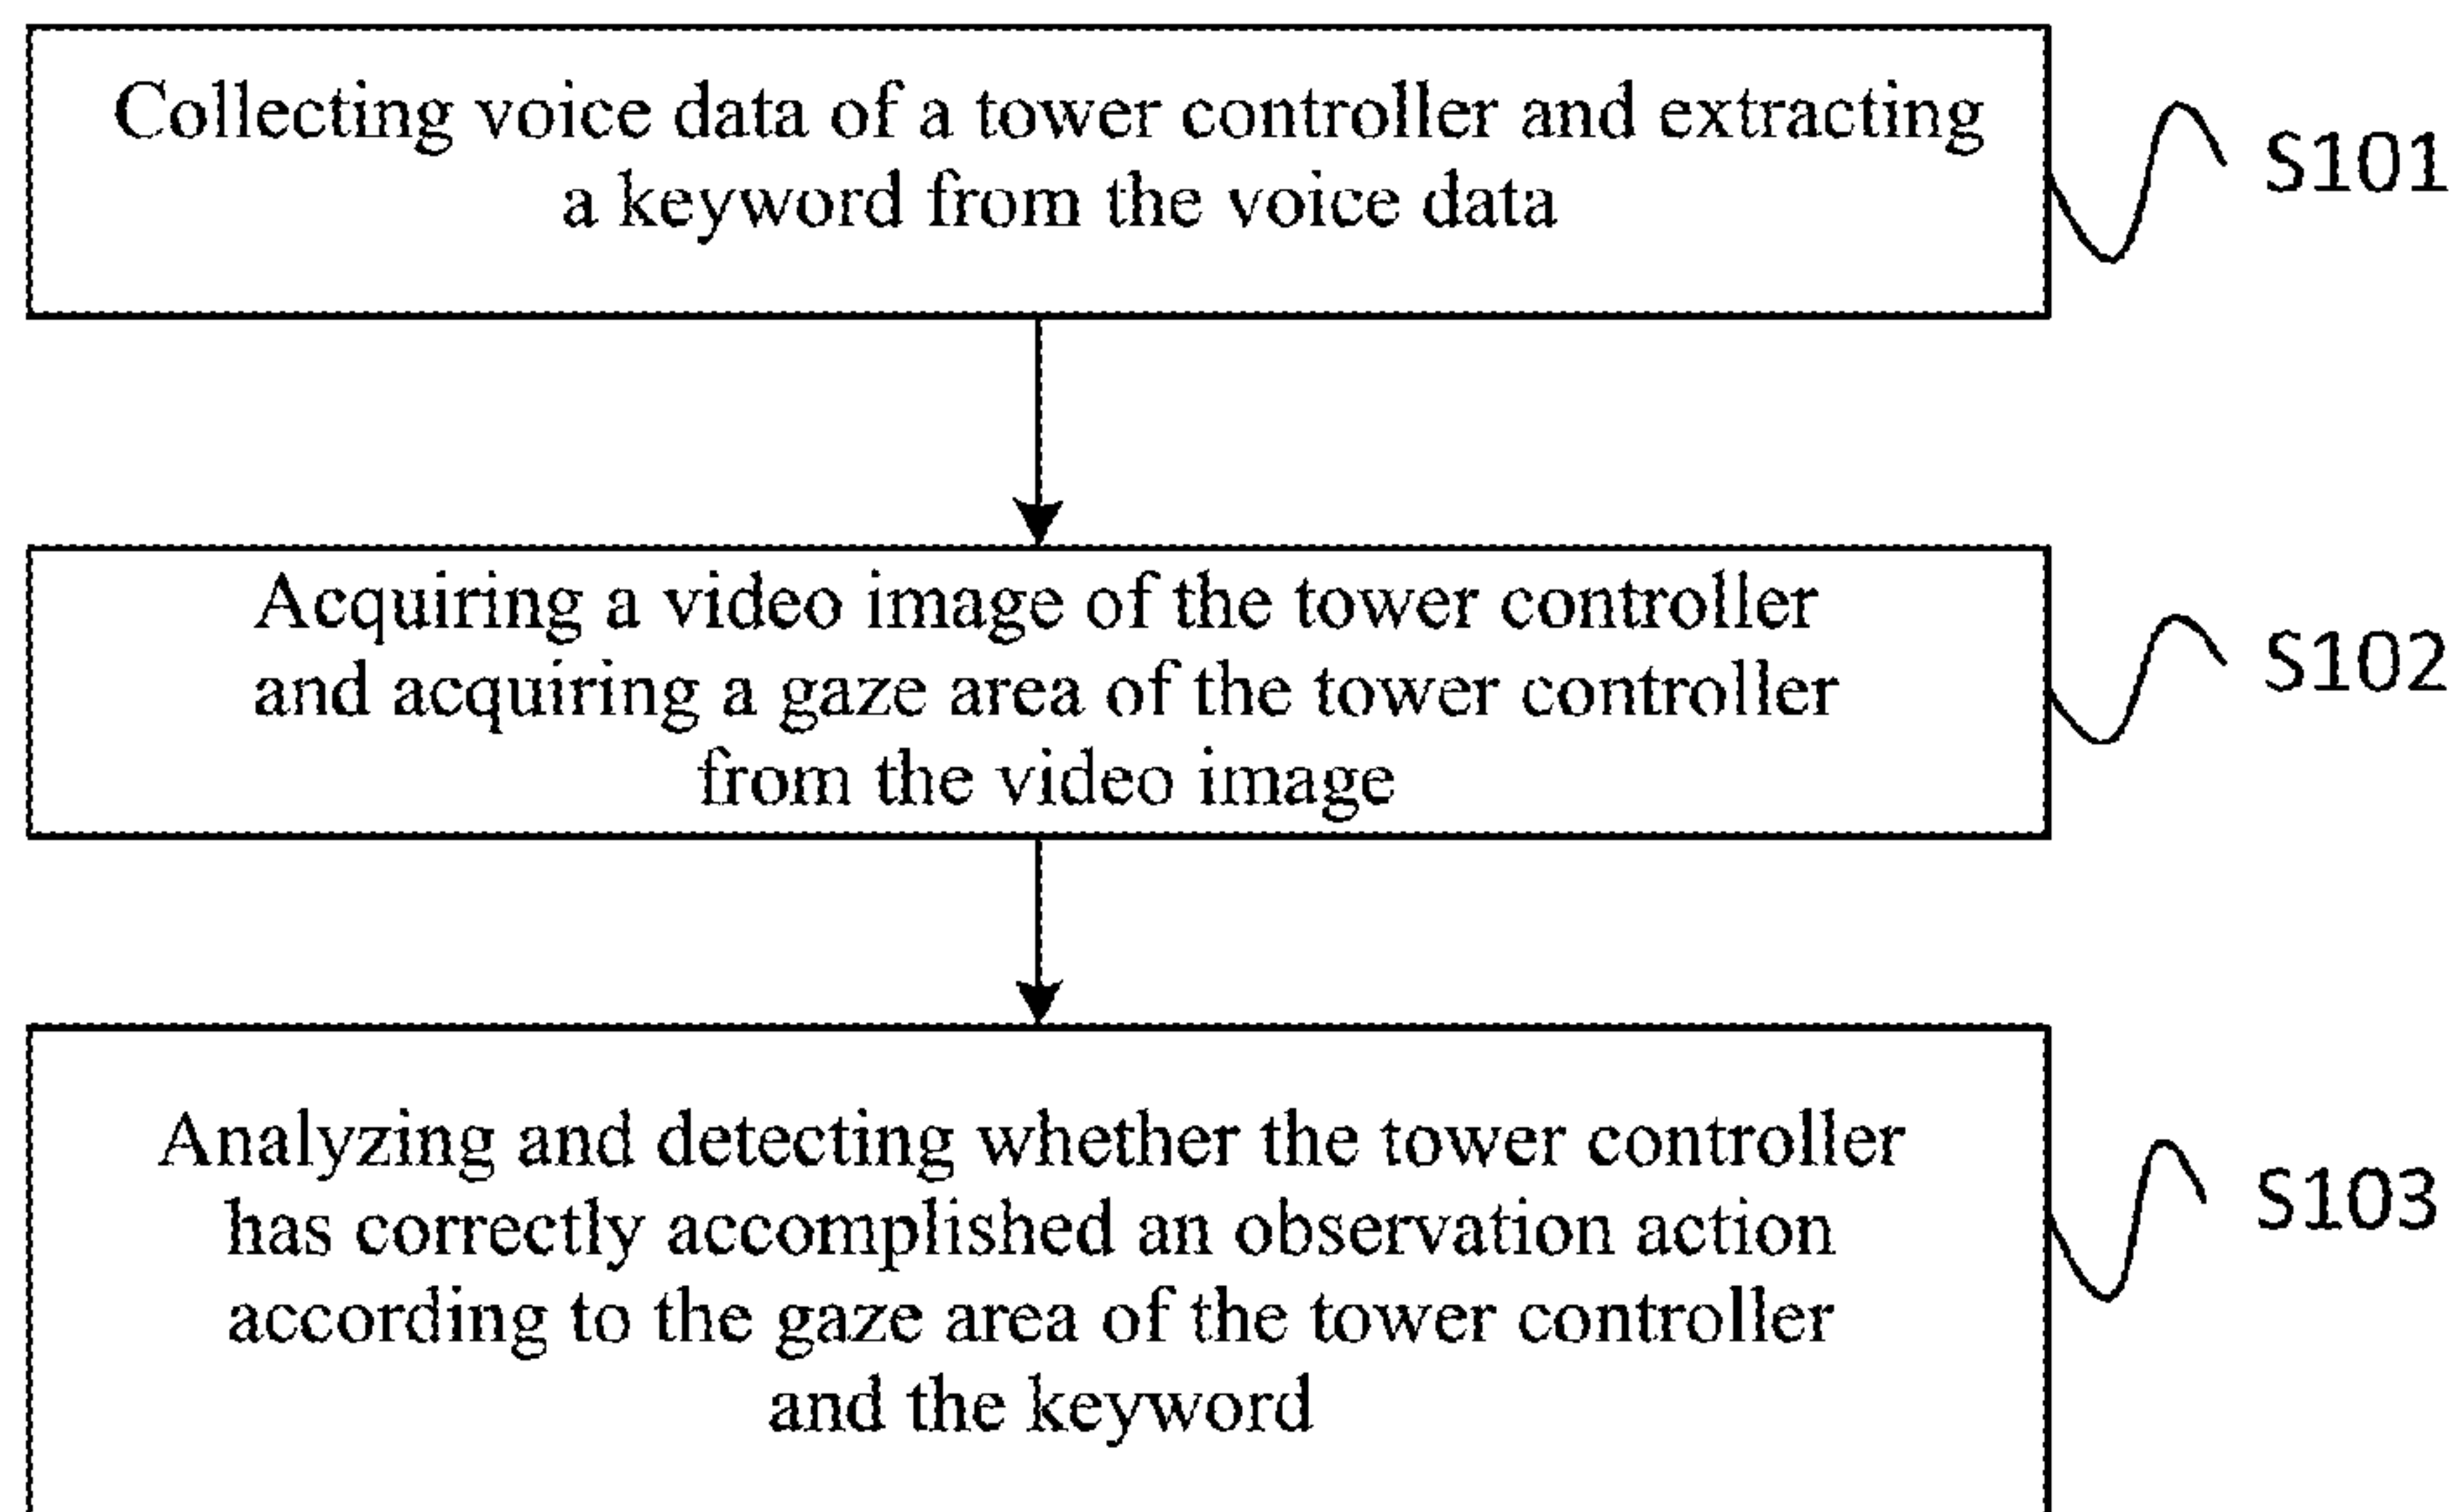 Collecting voice data of a tower controller and extracting
a keyword from the voice data
S101
Acquiring a video image of the tower controller
and acquiring a gaze area of the tower controller
from the video image
S102
Analyzing and detecting whether the tower controller
has correctly accomplished an observation action
according to the gaze area of the tower controller
and the keyword
S103